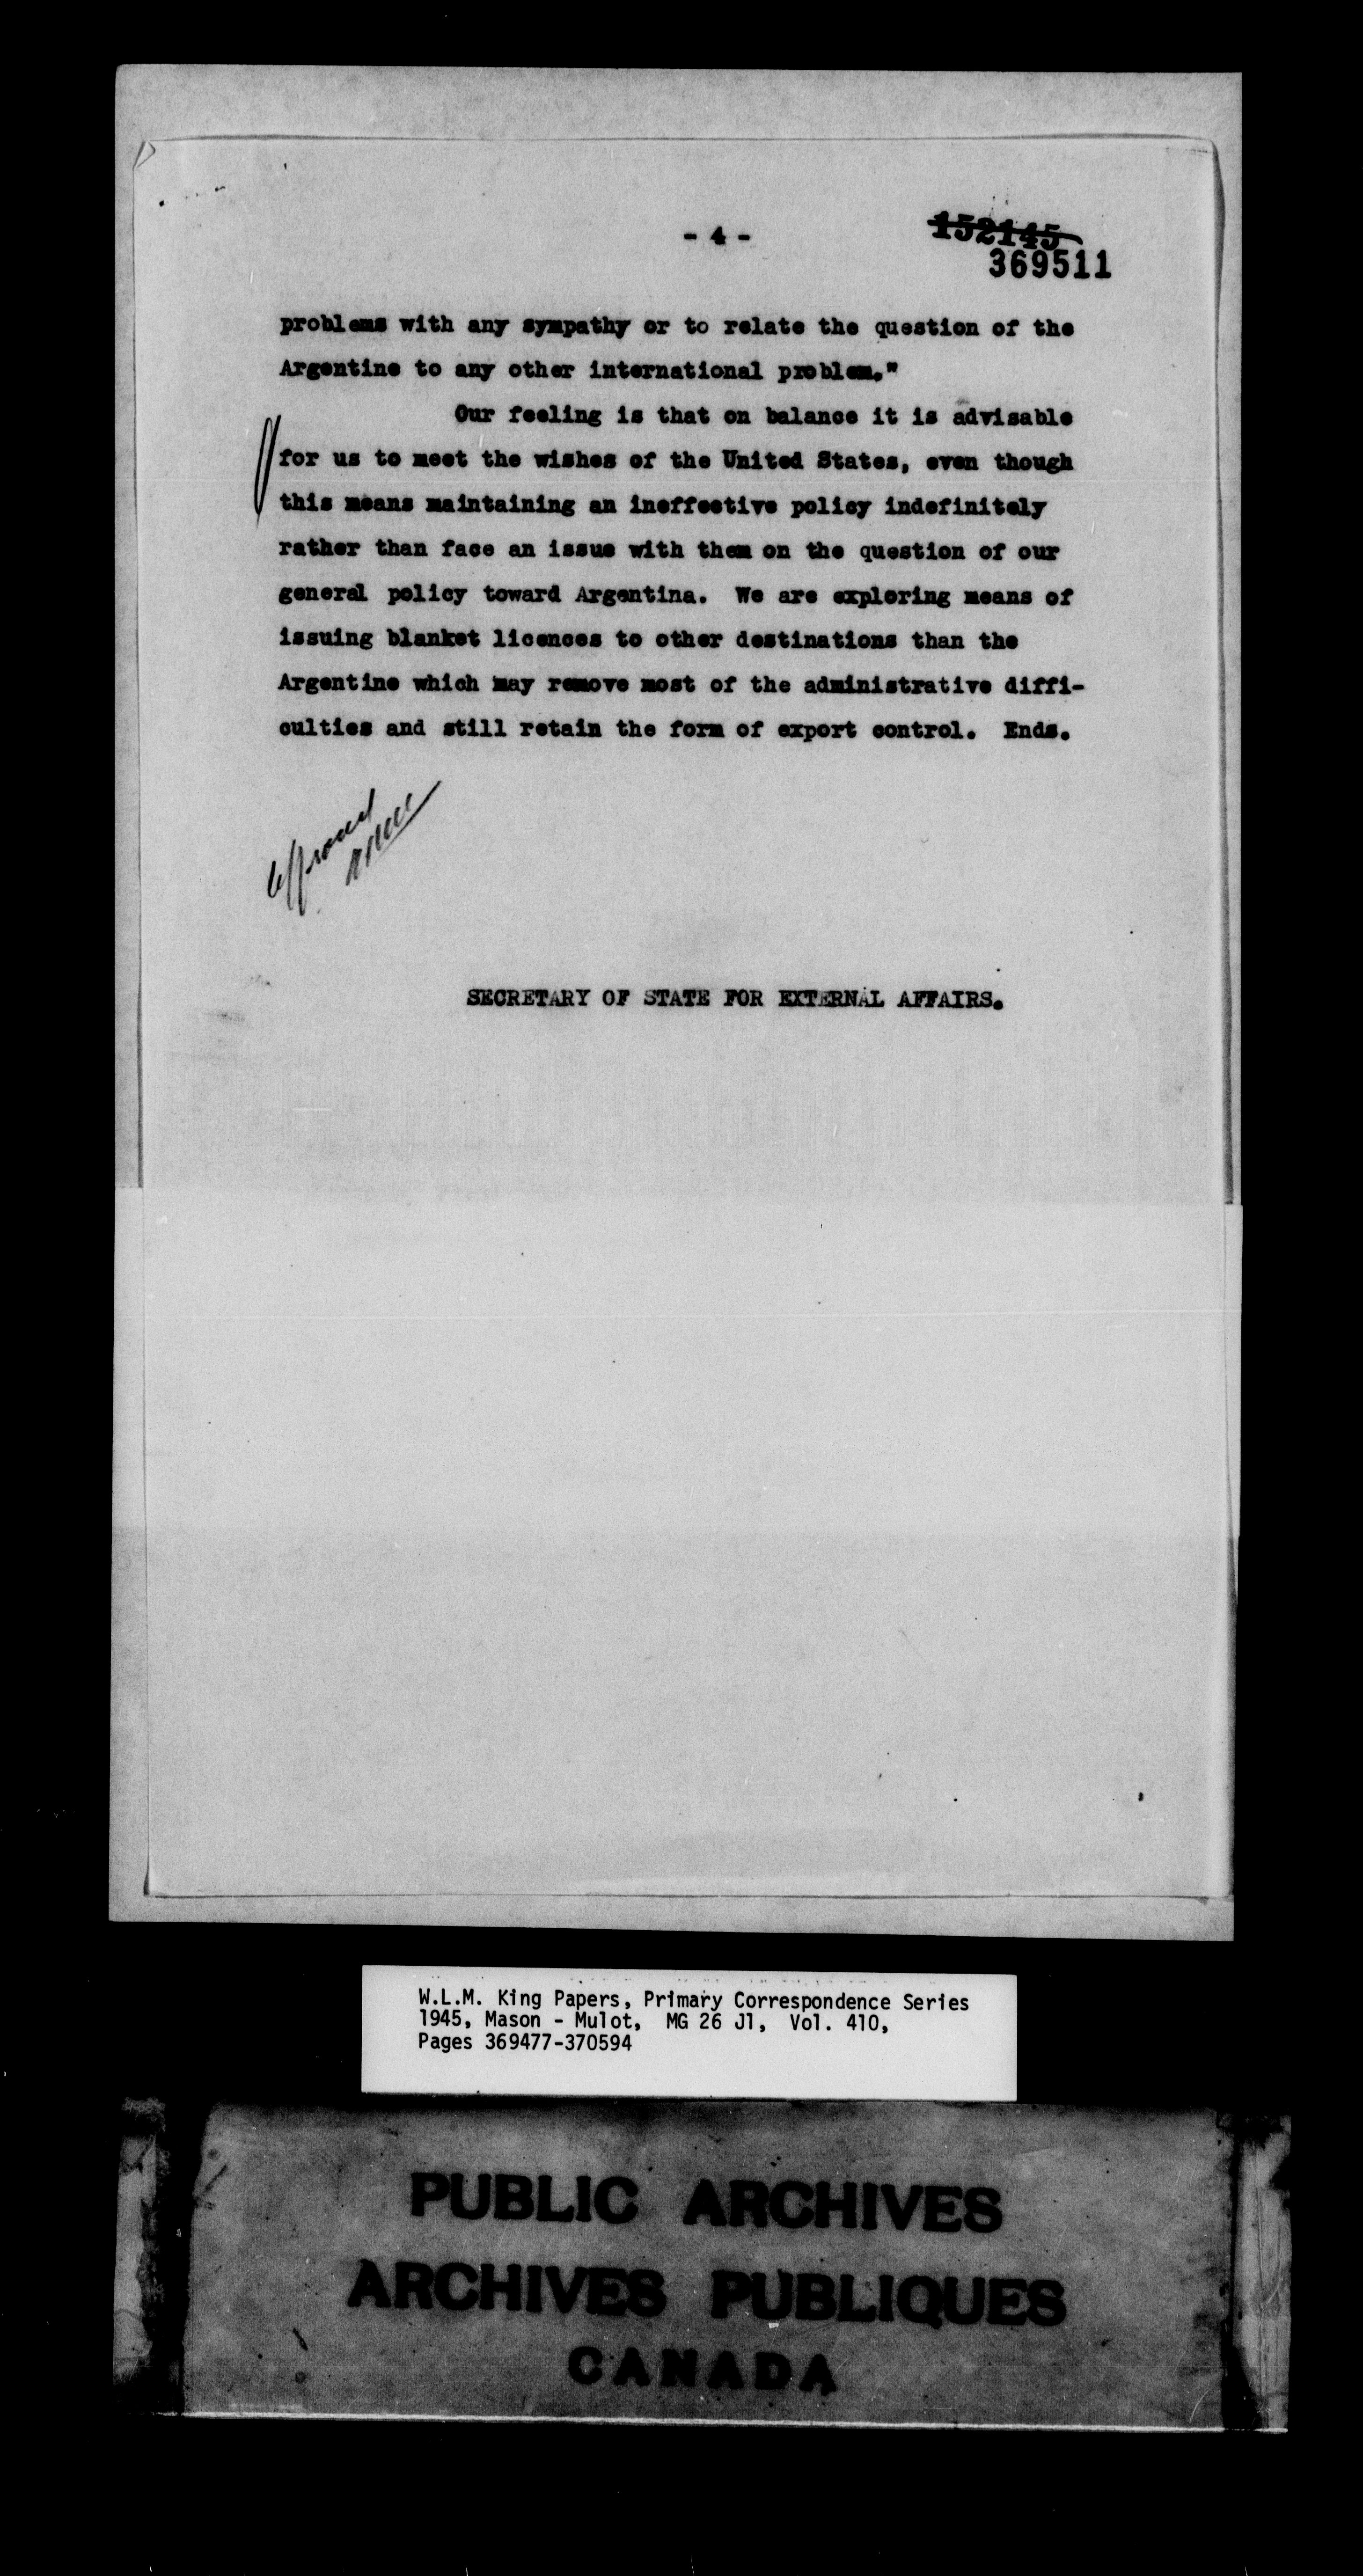 - 4 -
152145
369511
problems with any sympathy or to relate the question of the
Argentine to any other international problem."
Our feeling is that on balance it is advisable
for us to meet the wishes of the United States, even though
this means maintaining an ineffective policy indefinitely
rather than face an issue with them on the question of our
general policy toward Argentina. We are exploring means of
issuing blanket licences to other destinations than the
Argentine which may remove most of the administrative diffi-
culties and still retain the form of export control. Ends.
SECRETARY OF STATE FOR EXTERNAL AFFAIRS.
W.L.M. King Papers, Primary Correspondence Series
1945, Mason - Mulot, MG 26 J1, Vol. 410,
Pages 369477-370594
PUBLIC ARCHIVES
ARCHIVES PUBLIQUES
CANADA